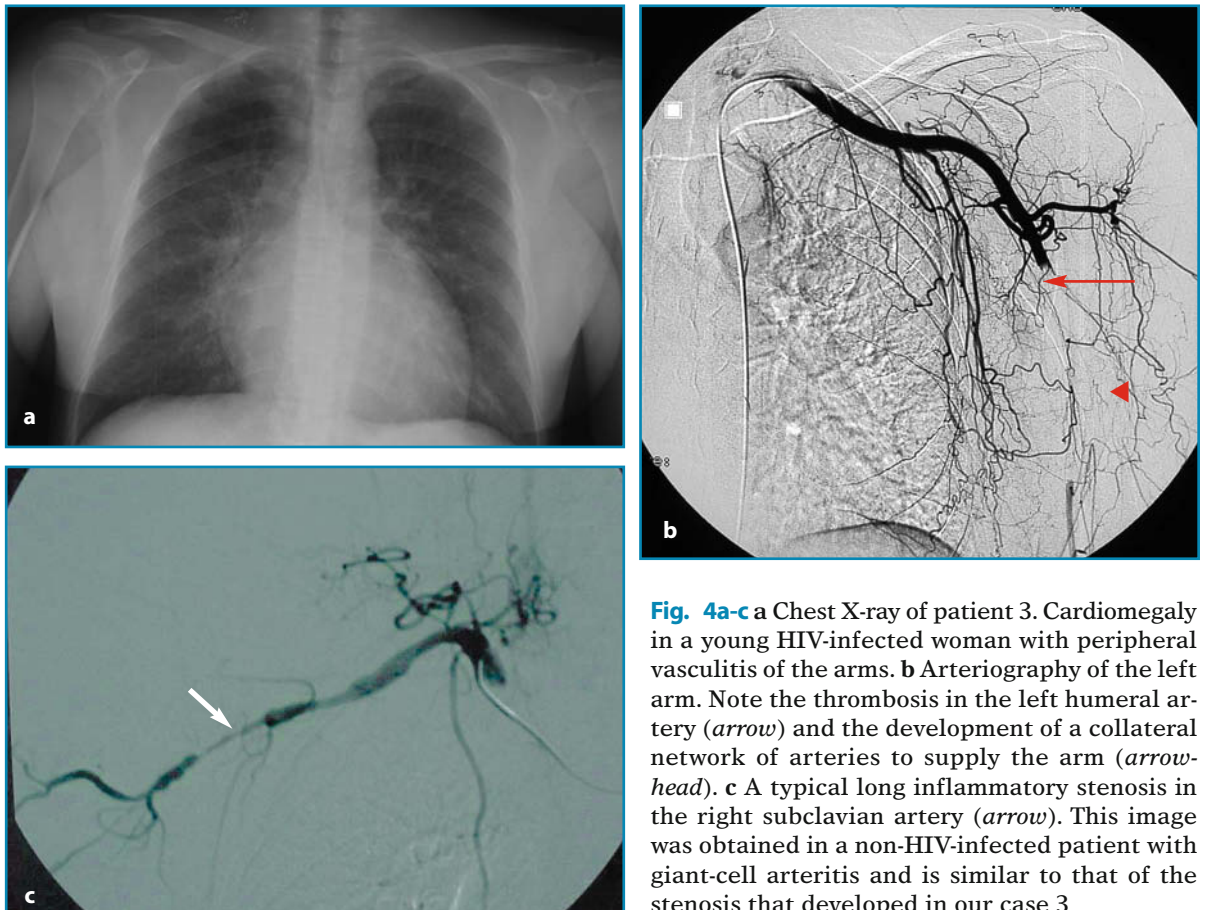 a
b
c
Fig. 4a-c a Chest X-ray of patient 3. Cardiomegaly
in a young HIV-infected woman with peripheral
vasculitis of the arms. b Arteriography of the left
arm. Note the thrombosis in the left humeral ar-
tery (arrow) and the development of a collateral
network of arteries to supply the arm (arrow-
head). c A typical long inflammatory stenosis in
the right subclavian artery (arrow). This image
was obtained in a non-HIV-infected patient with
giant-cell arteritis and is similar to that of the
stenosis that developed in our case 3